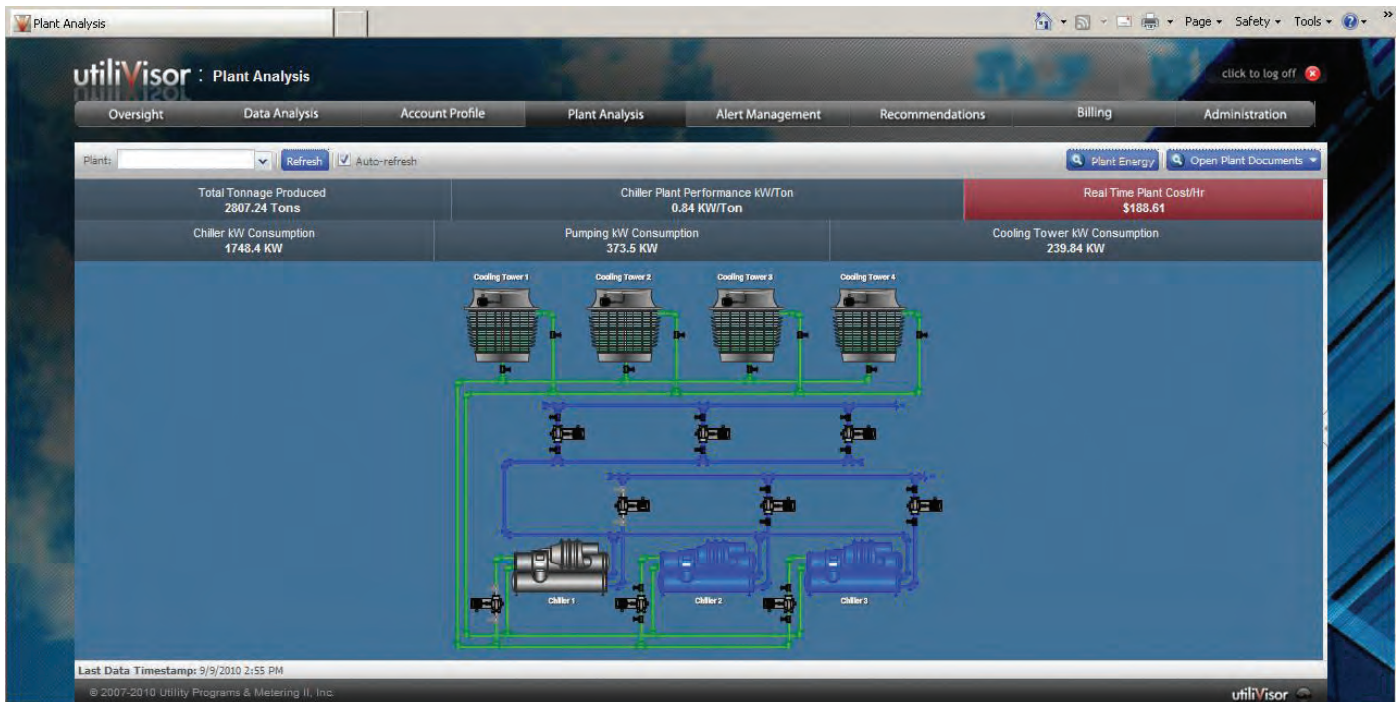 Plant Analysis
Page Safety Tools »
utiliVisor : Plant Analysis
click to log off
Oversight Data Analysis Account Profile Plant Analysis Alert Management Recommendations Billing Administration
Plant: Refresh Auto-refresh Plant Energy Open Plant Documents
Total Tonnage Produced Chiller Plant Performance kW/Ton Real Time Plant Cost/Hr
2807.24 Tons 0.84 KW/Ton $188.61
Chiller kW Consumption Pumping kW Consumption Cooling Tower kW Consumption
1748.4 KW 373.5 KW 239.84 KW
Cooling Tower 1 Cooling Tower 2 Cooling Tower 3 Cooling Tower 4
Chiller 1 Chiller 2 Chiller 3
Last Data Timestamp: 9/9/2010 2:55 PM
© 2007-2010 Utility Programs & Metering II, Inc.
utiliVisor